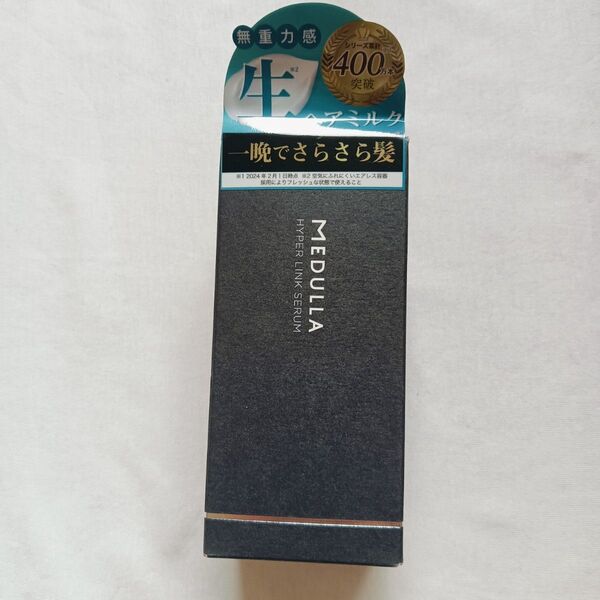 無重力感
シリーズ累計
400万本
突破
※1
生
※2
ヘアミルク
一晩でさらさら髪
※1 2024年2月1日時点 ※2 空気にふれにくいエアレス容器
採用によりフレッシュな状態で使えること
MEDULLA
HYPER LINK SERUM